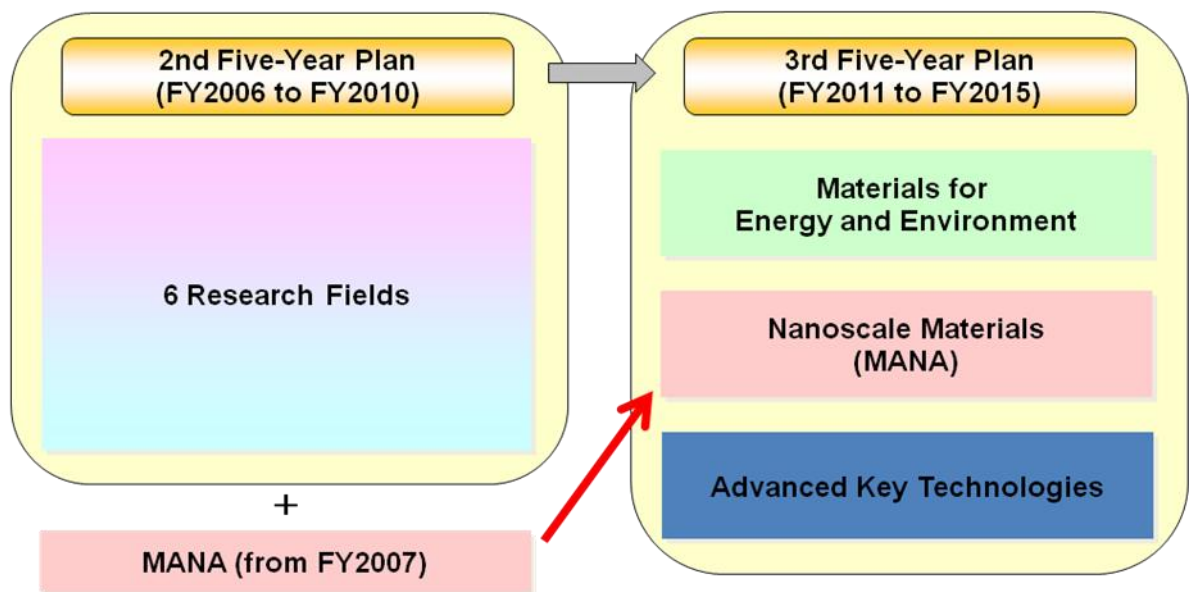 2nd Five-Year Plan
(FY2006 to FY2010)
6 Research Fields
+
MANA (from FY2007)
3rd Five-Year Plan
(FY2011 to FY2015)
Materials for
Energy and Environment
Nanoscale Materials
(MANA)
Advanced Key Technologies